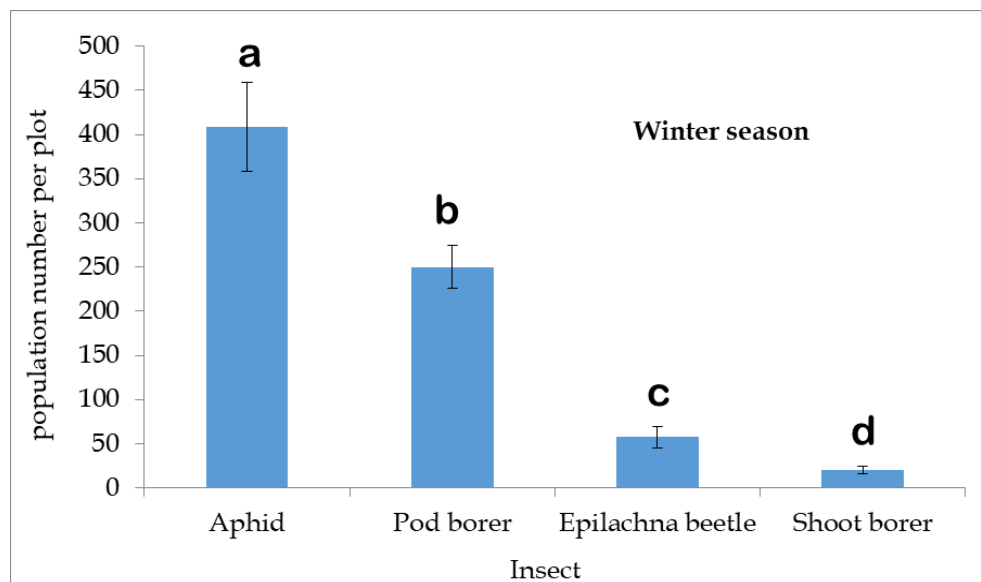 500
450
400
350
300
250
200
150
100
50
0
population number per plot
Winter season
a
b
c
d
Aphid
Pod borer
Epilachna beetle
Shoot borer
Insect